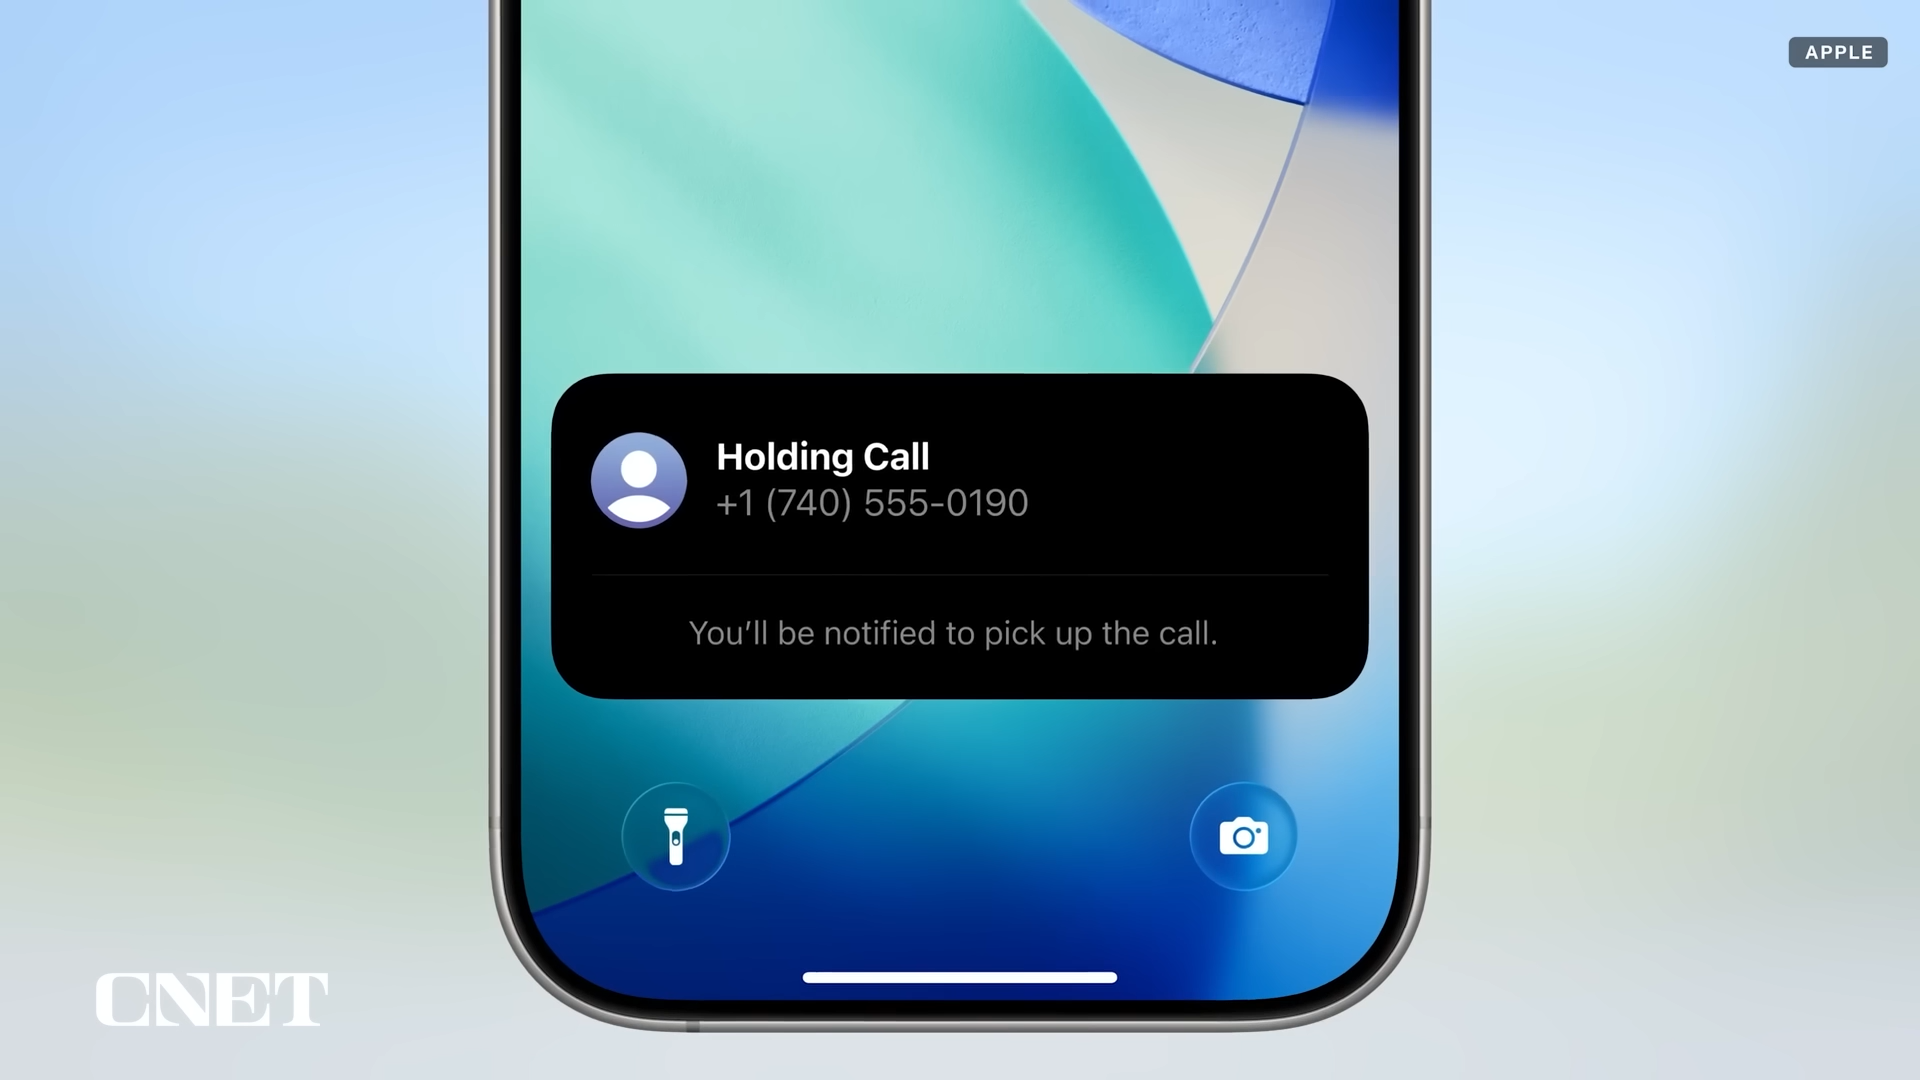 APPLE
Holding Call
+1 (740) 555-0190
You’ll be notified to pick up the call.
CNET